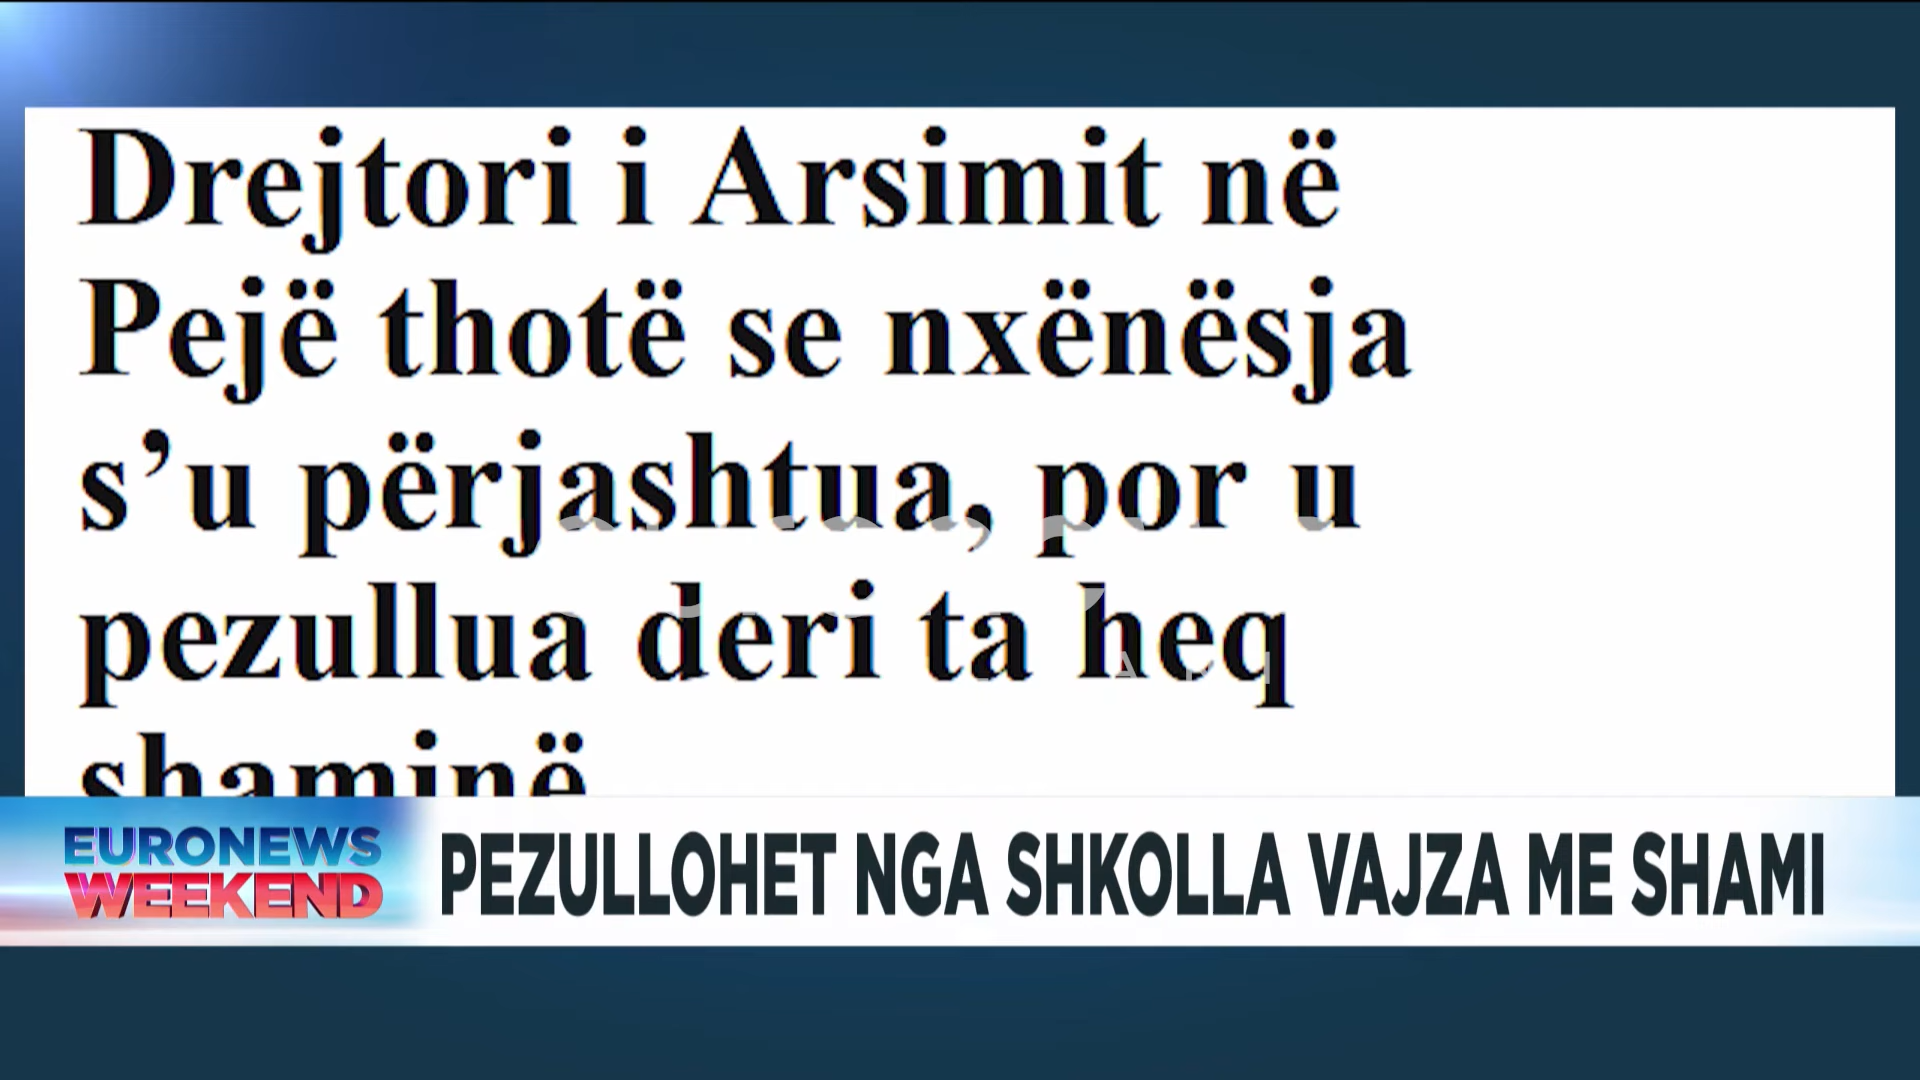 Drejtori i Arsimit në
Pejë thotë se nxënësja
s’u përjashtua, por u
pezullua deri ta heq
shaminë
EURONEWS
WEEKEND
PEZULLOHET NGA SHKOLLA VAJZA ME SHAMI